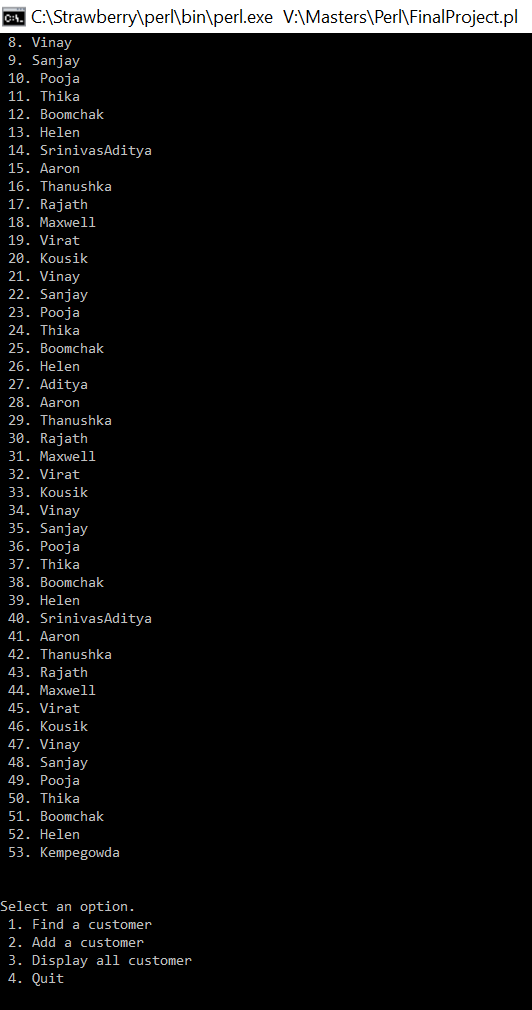 C:\Strawberry\perl\bin\perl.exe V:\Masters\Perl\FinalProject.pl
8. Vinay
9. Sanjay
10. Pooja
11. Thika
12. Boomchak
13. Helen
14. SrinivasAditya
15. Aaron
16. Thanushka
17. Rajath
18. Maxwell
19. Virat
20. Kousik
21. Vinay
22. Sanjay
23. Pooja
24. Thika
25. Boomchak
26. Helen
27. Aditya
28. Aaron
29. Thanushka
30. Rajath
31. Maxwell
32. Virat
33. Kousik
34. Vinay
35. Sanjay
36. Pooja
37. Thika
38. Boomchak
39. Helen
40. SrinivasAditya
41. Aaron
42. Thanushka
43. Rajath
44. Maxwell
45. Virat
46. Kousik
47. Vinay
48. Sanjay
49. Pooja
50. Thika
51. Boomchak
52. Helen
53. Kempegowda
Select an option.
1. Find a customer
2. Add a customer
3. Display all customer
4. Quit